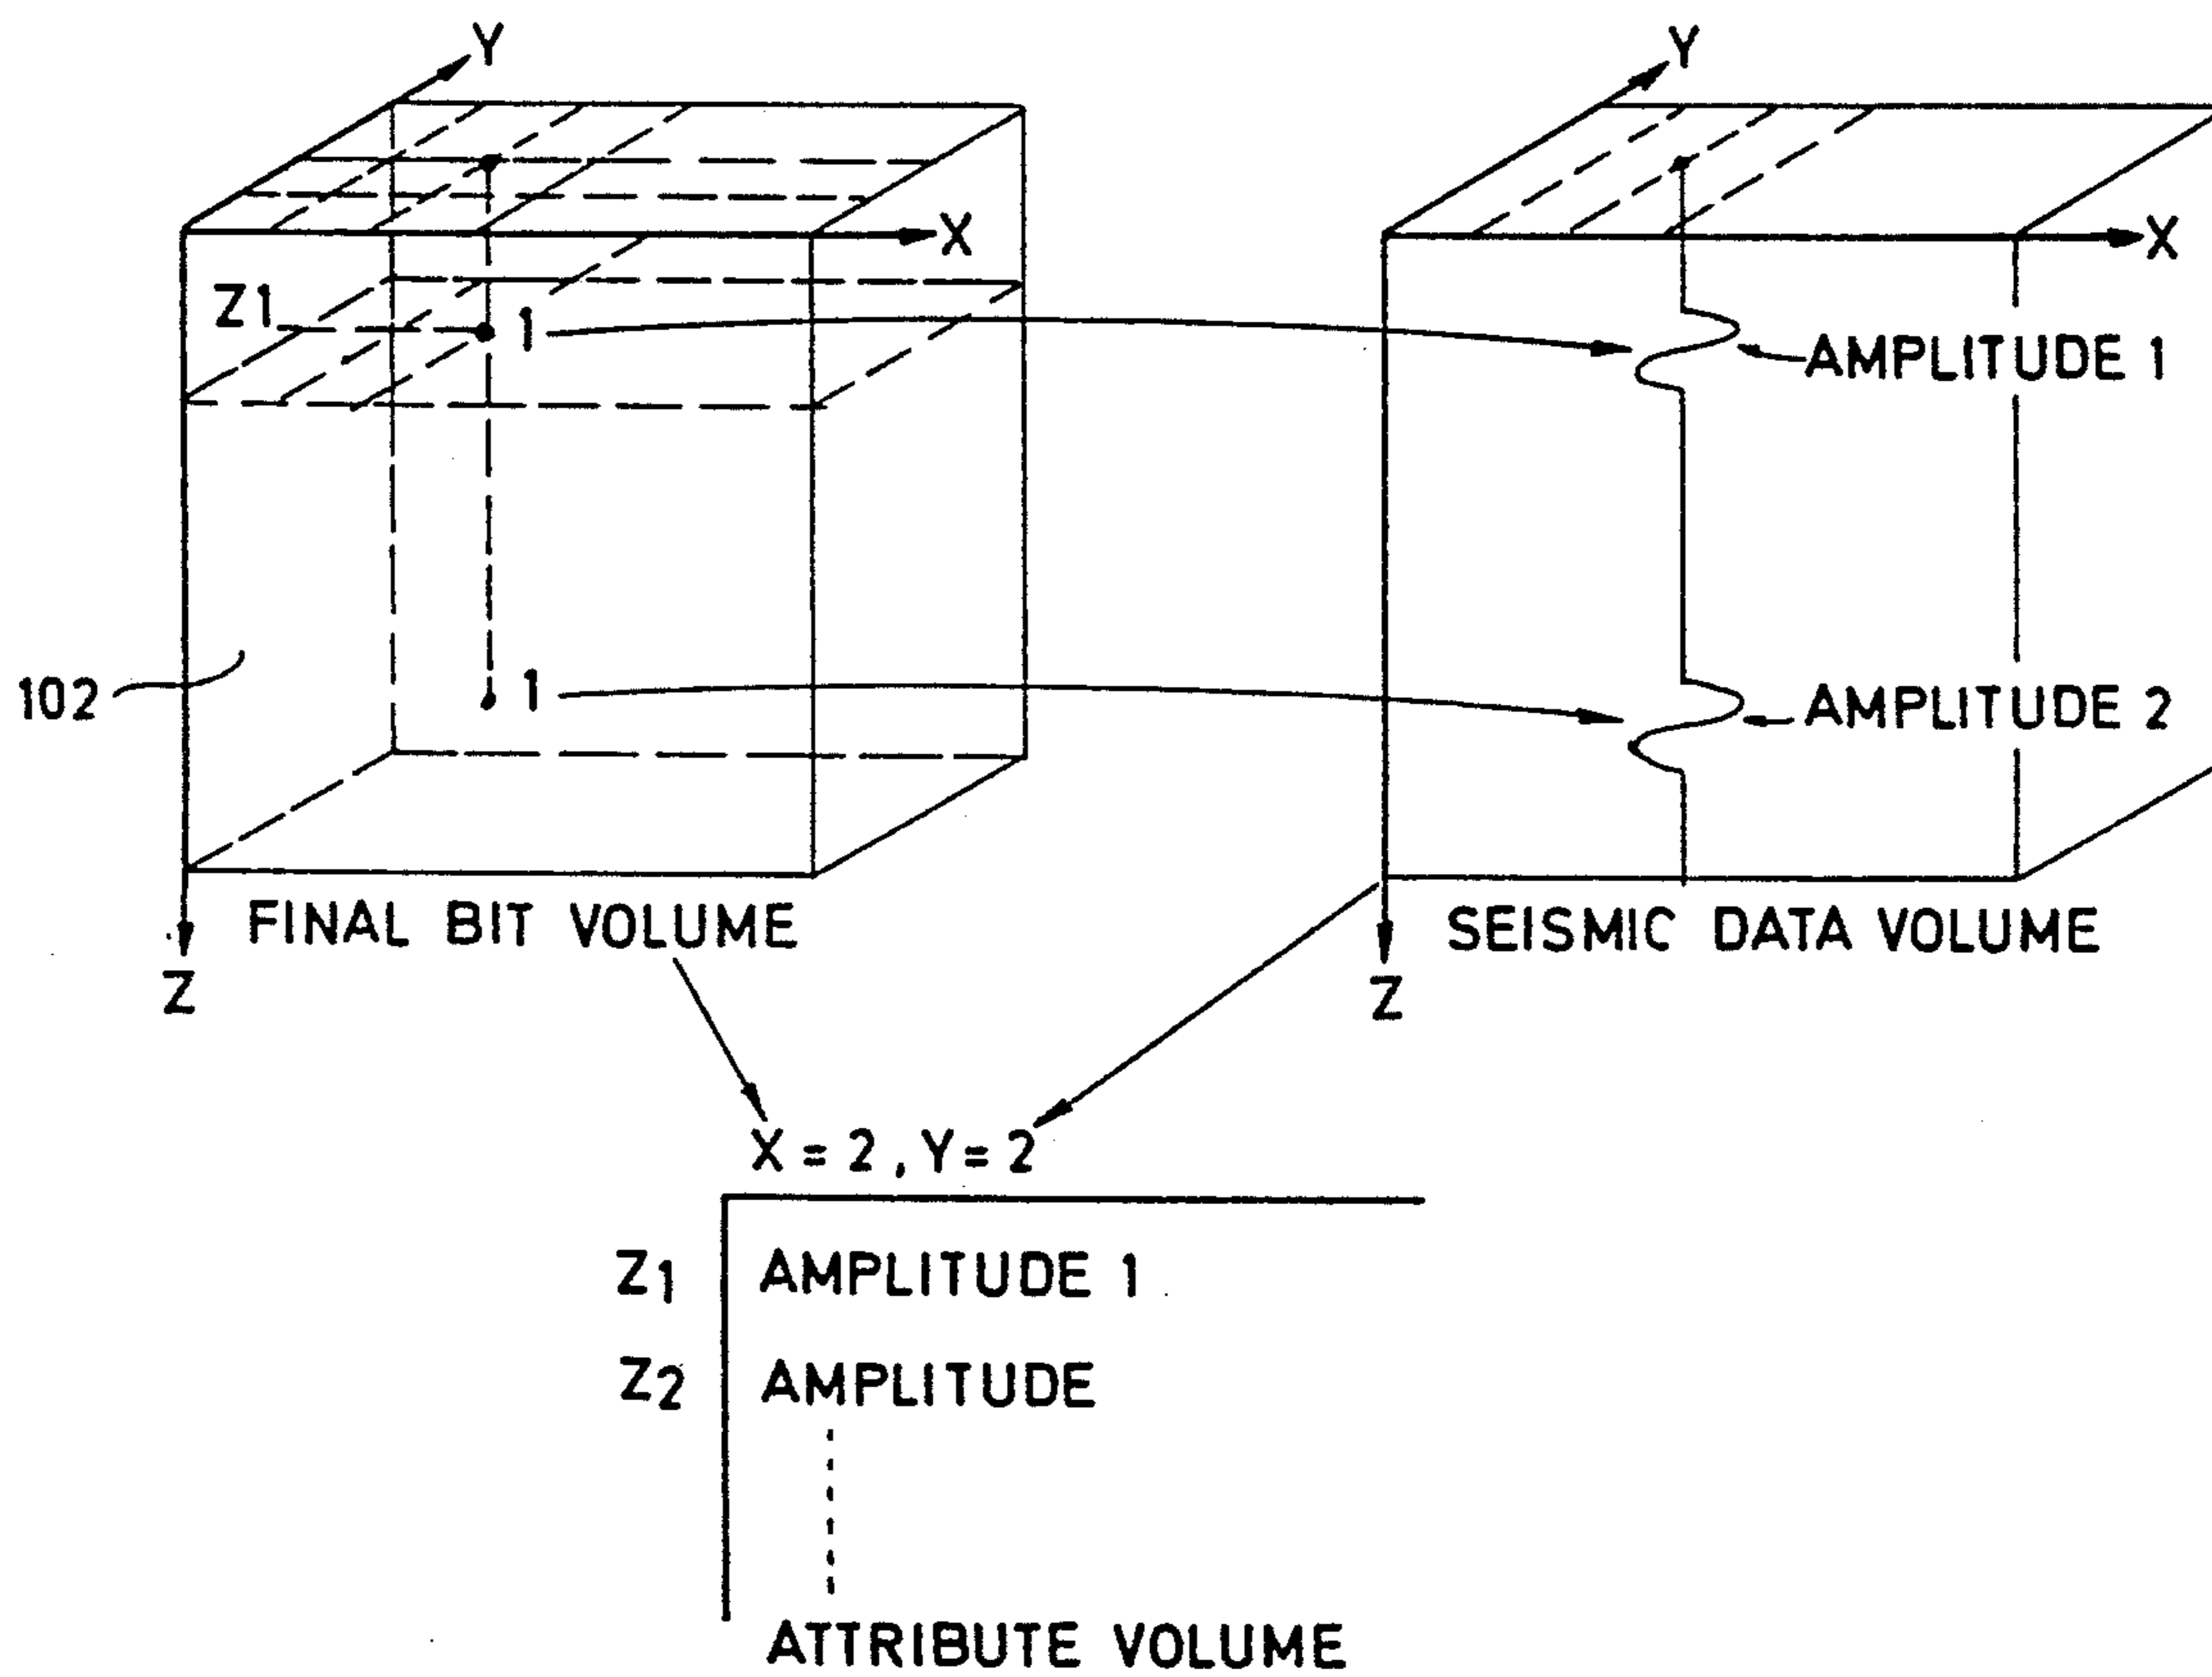 Y
Y
X
X
Z1
1
AMPLITUDE 1
102
1
AMPLITUDE 2
FINAL BIT VOLUME
SEISMIC DATA VOLUME
Z
Z
X = 2, Y = 2
Z1 AMPLITUDE 1
Z2 AMPLITUDE
ATTRIBUTE VOLUME